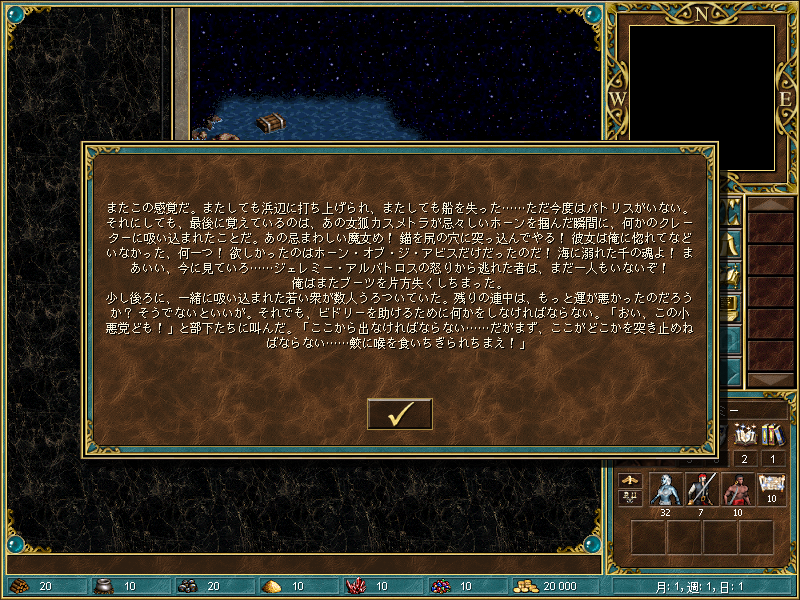 N
W
E
またこの感覚だ。またしても浜辺に打ち上げられ、またしても船を失った……ただ今度はパトリスがいない。
それにしても、最後に覚えているのは、あの女狐カスメトラが忌々しいホーンを掴んだ瞬間に、何かのクレー
ターに吸い込まれたことだ。あの忌まわしい魔女め！ 錨を尻の穴に突っ込んでやる！ 彼女は俺に惚れてなど
いなかった、何一つ！ 欲しかったのはホーン・オブ・ジ・アビスだけだったのだ！ 海に溺れた千の魂よ！ ま
あいい、今に見ていろ……ジェレミー・アルバトロスの怒りから逃れた者は、まだ一人もいないぞ！
俺はまたブーツを片方失くしちまった。
少し後ろに、一緒に吸い込まれた若い衆が数人うろついていた。残りの連中は、もっと運が悪かったのだろう
か？ そうでないといいが。それでも、ビドリーを助けるために何かをしなければならない。「おい、この小
悪党ども！」と部下たちに叫んだ。「ここから出なければならない……だがまず、ここがどこかを突き止めね
ばならない……鮫に喉を食いちぎられちまえ！」
2
1
32
7
10
10
20
10
20
10
10
10
20 000
月: 1, 週: 1, 日: 1